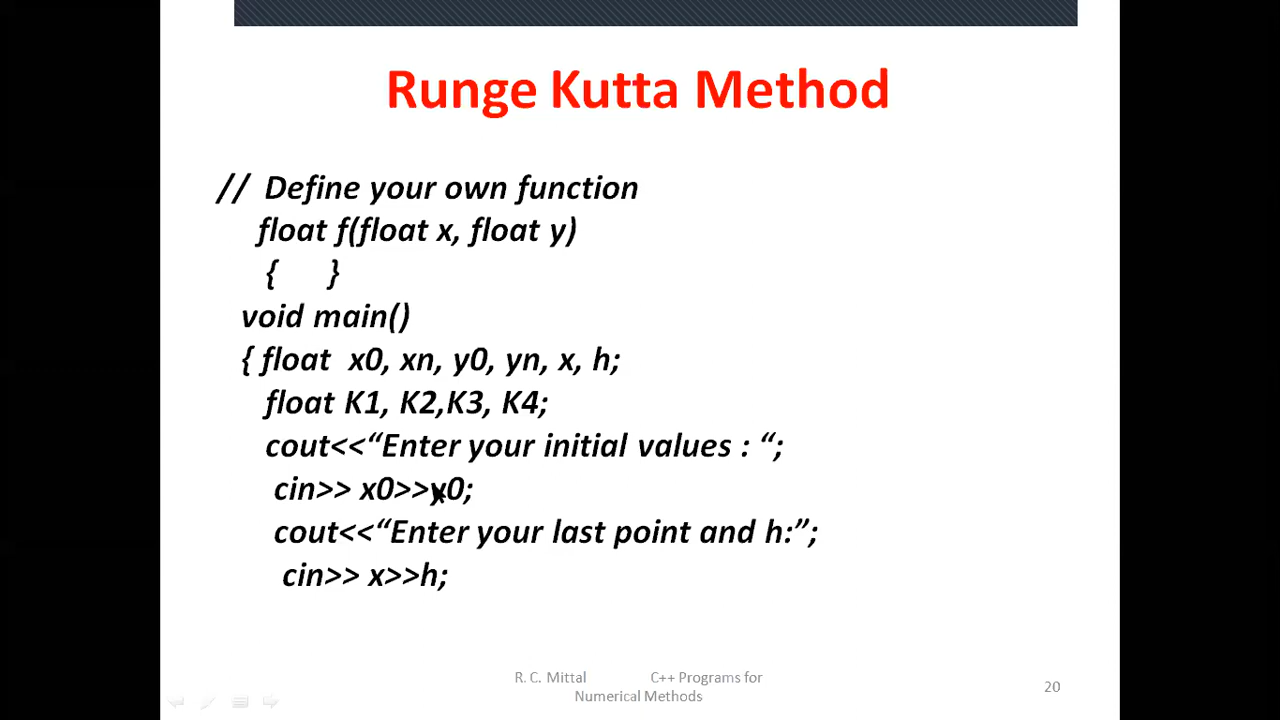 Runge Kutta Method
// Define your own function
float f(float x, float y)
{ }
void main()
{ float x0, xn, y0, yn, x, h;
float K1, K2,K3, K4;
cout<<“Enter your initial values : “;
cin>> x0>>y0;
cout<<“Enter your last point and h:”;
cin>> x>>h;
R. C. Mittal C++ Programs for
Numerical Methods
20